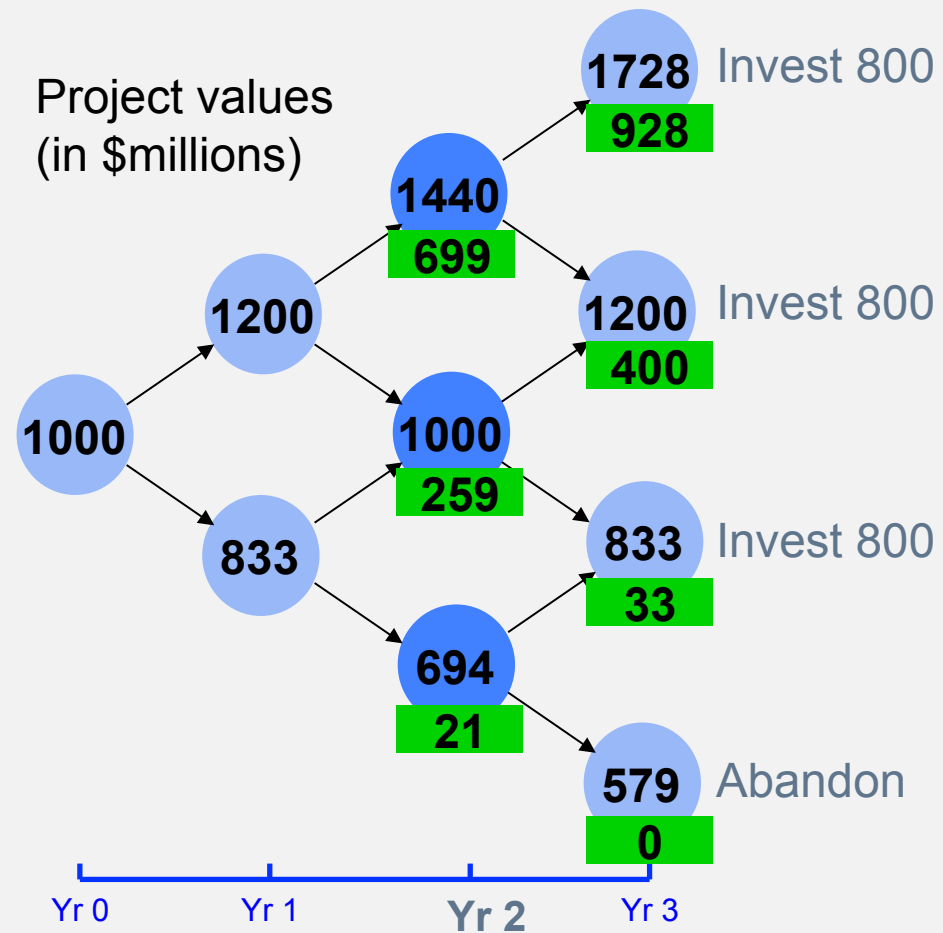 Project values
(in $millions)
1000
1200
833
1440
699
1000
259
694
21
1728
928
Invest 800
1200
400
Invest 800
833
33
Invest 800
579
0
Abandon
Yr 0
Yr 1
Yr 2
Yr 3